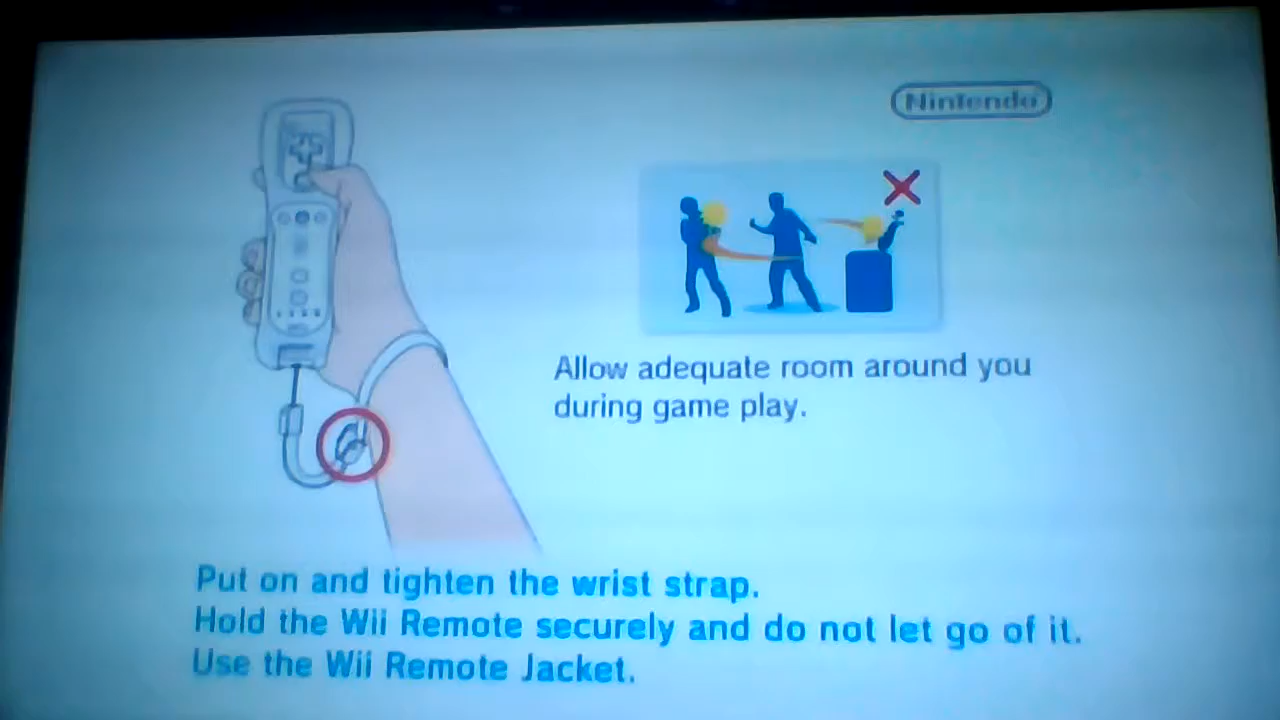 Nintendo
Allow adequate room around you
during game play.
Put on and tighten the wrist strap.
Hold the Wii Remote securely and do not let go of it.
Use the Wii Remote Jacket.